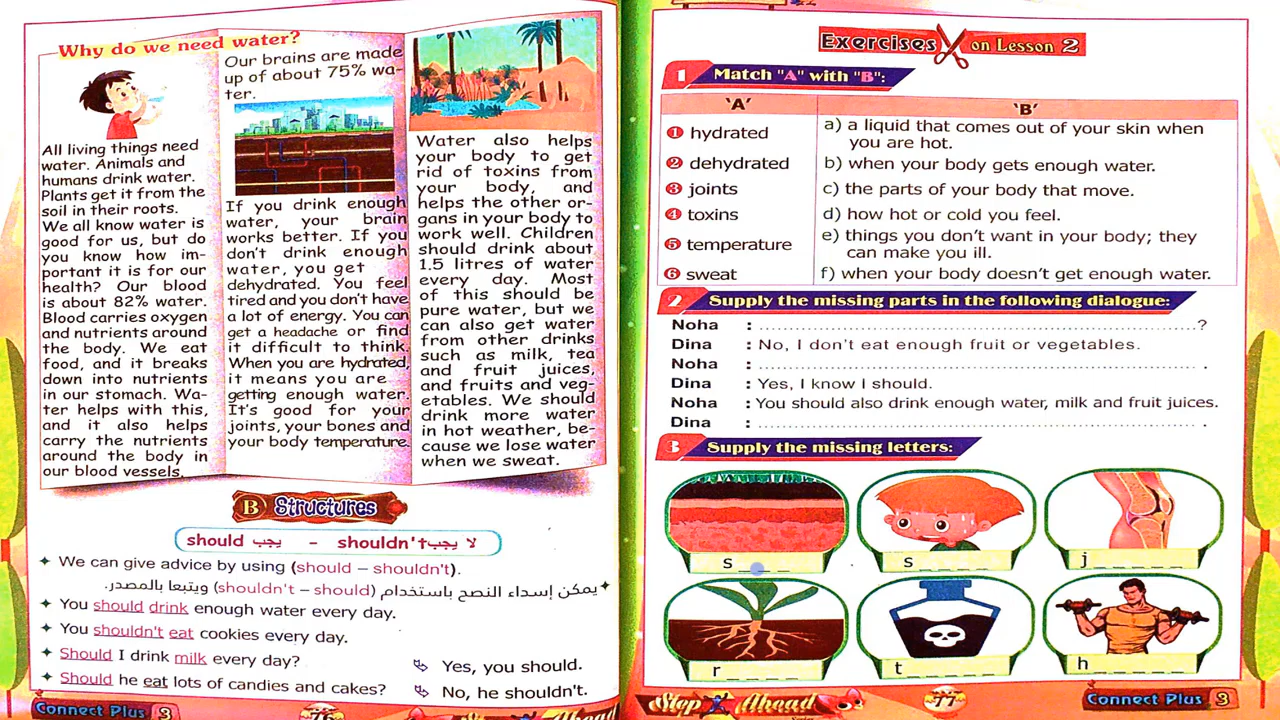 Why do we need water?
All living things need
water. Animals and
humans drink water.
Plants get it from the
soil in their roots.
We all know water is
good for us, but do
you know how im-
portant it is for our
health? Our blood
is about 82% water.
Blood carries oxygen
and nutrients around
the body. We eat
food, and it breaks
down into nutrients
in our stomach. Wa-
ter helps with this,
and it also helps
carry the nutrients
around the body in
our blood vessels.
Our brains are made
up of about 75% wa-
ter.
If you drink enough
water, your brain
works better. If you
don't drink enough
water, you get
dehydrated. You feel
tired and you don't have
a lot of energy. You can
get a headache or find
it difficult to think.
When you are hydrated,
it means you are
getting enough water.
It's good for your
joints, your bones and
your body temperature.
Water also helps
your body to get
rid of toxins from
your body, and
helps the other or-
gans in your body to
work well. Children
should drink about
1.5 litres of water
every day. Most
of this should be
pure water, but we
can also get water
from other drinks
such as milk, tea
and fruit juices,
and fruits and veg-
etables. We should
drink more water
in hot weather, be-
cause we lose water
when we sweat.
B Structures
should يجب - shouldn't لا يجب
✦ We can give advice by using (should – shouldn't).
✦ يمكن إسداء النصح باستخدام (shouldn't – should) ويتبعا بالمصدر.
✦ You should drink enough water every day.
✦ You shouldn't eat cookies every day.
✦ Should I drink milk every day? Yes, you should.
✦ Should he eat lots of candies and cakes? No, he shouldn't.
Connect Plus 3
76
Step Ahead
Exercises on Lesson 2
1 Match "A" with "B":
'A' 'B'
1 hydrated a) a liquid that comes out of your skin when
you are hot.
2 dehydrated b) when your body gets enough water.
3 joints c) the parts of your body that move.
4 toxins d) how hot or cold you feel.
5 temperature e) things you don't want in your body; they
can make you ill.
6 sweat f) when your body doesn't get enough water.
2 Supply the missing parts in the following dialogue:
Noha : ........................................ ?
Dina : No, I don't eat enough fruit or vegetables.
Noha : ........................................ .
Dina : Yes, I know I should.
Noha : You should also drink enough water, milk and fruit juices.
Dina : ........................................ .
3 Supply the missing letters:
s _ _ _
s _ _ _ _
j _ _ _ _ _
r _ _ _ _
t _ _ _ _ _
h _ _ _ _ _
Step Ahead
Series
77
Connect Plus 3